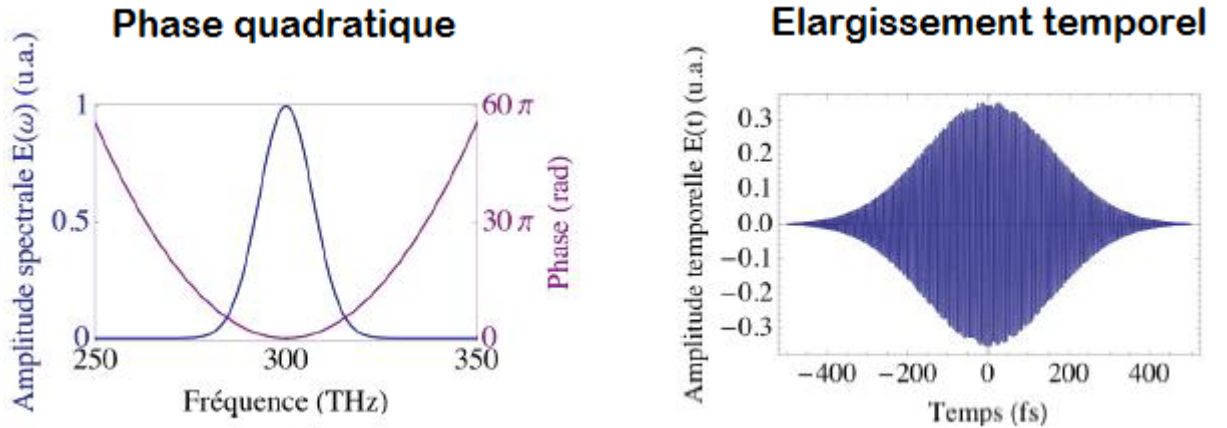 Phase quadratique
Elargissement temporel
Amplitude spectrale E(ω) (u.a.)
1
0.5
0
60 π
30 π
0
Phase (rad)
250
300
350
Fréquence (THz)
Amplitude temporelle E(t) (u.a.)
0.3
0.2
0.1
0.0
−0.1
−0.2
−0.3
−400
−200
0
200
400
Temps (fs)